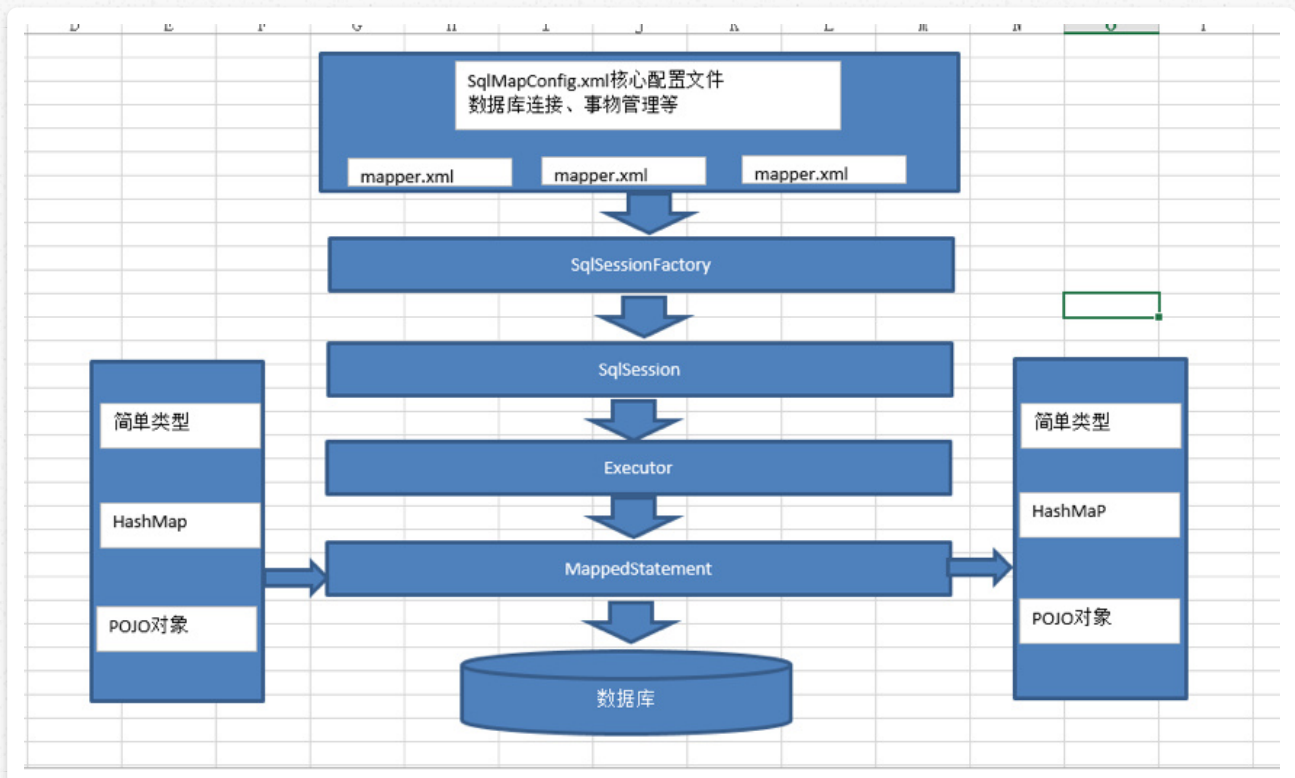 SqlMapConfig.xml核心配置文件
数据库连接、事物管理等
mapper.xml
mapper.xml
mapper.xml
SqlSessionFactory
SqlSession
Executor
MappedStatement
数据库
简单类型
HashMap
POJO对象
简单类型
HashMaP
POJO对象